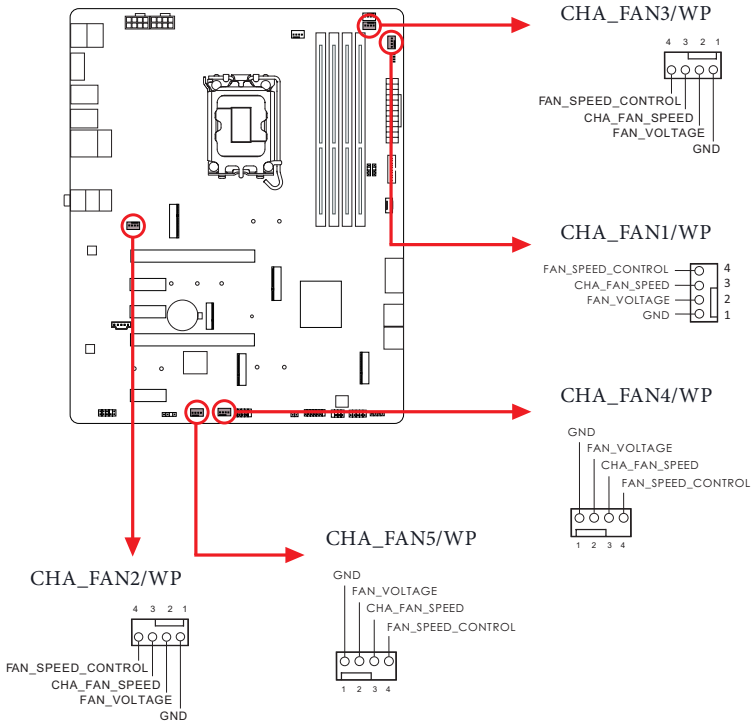 CHA_FAN3/WP
4 3 2 1
FAN_SPEED_CONTROL
CHA_FAN_SPEED
FAN_VOLTAGE
GND
CHA_FAN1/WP
FAN_SPEED_CONTROL 4
CHA_FAN_SPEED 3
FAN_VOLTAGE 2
GND 1
CHA_FAN4/WP
GND
FAN_VOLTAGE
CHA_FAN_SPEED
FAN_SPEED_CONTROL
1 2 3 4
CHA_FAN5/WP
GND
FAN_VOLTAGE
CHA_FAN_SPEED
FAN_SPEED_CONTROL
1 2 3 4
CHA_FAN2/WP
4 3 2 1
FAN_SPEED_CONTROL
CHA_FAN_SPEED
FAN_VOLTAGE
GND